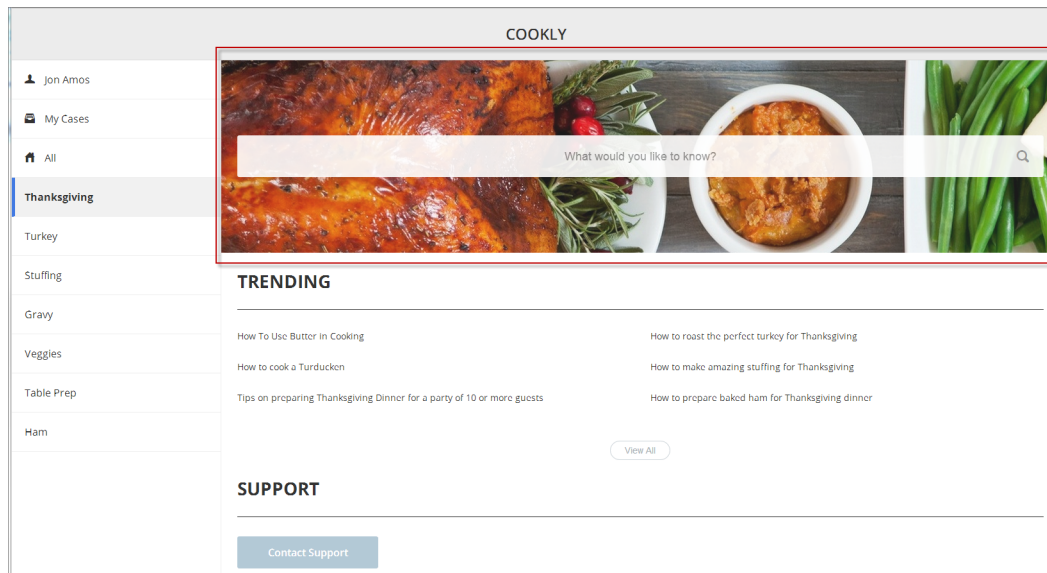 COOKLY
Jon Amos
My Cases
All
Thanksgiving
Turkey
Stuffing
Gravy
Veggies
Table Prep
Ham
What would you like to know?
TRENDING
How To Use Butter in Cooking
How to roast the perfect turkey for Thanksgiving
How to cook a Turducken
How to make amazing stuffing for Thanksgiving
Tips on preparing Thanksgiving Dinner for a party of 10 or more guests
How to prepare baked ham for Thanksgiving dinner
View All
SUPPORT
Contact Support